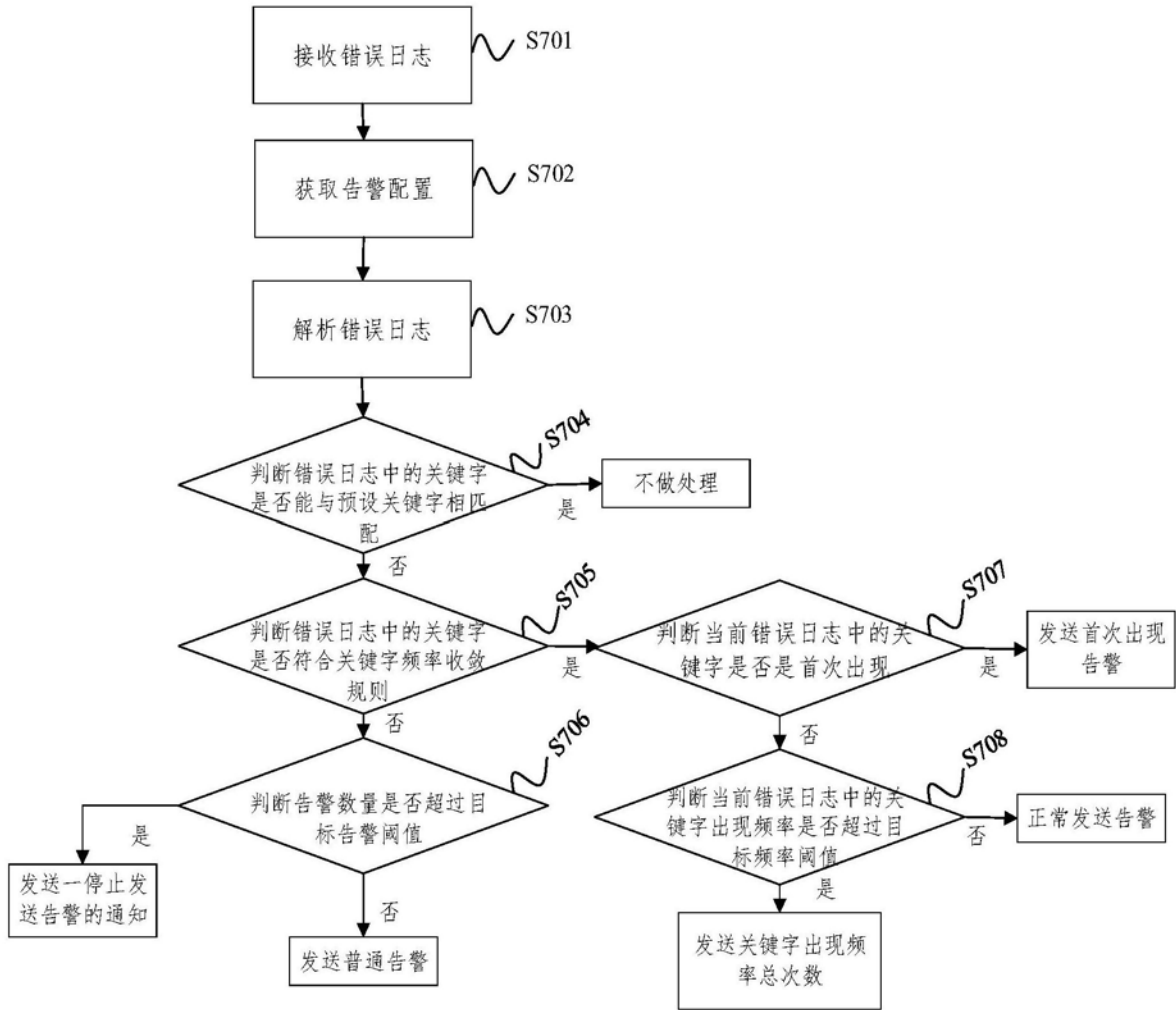 接收错误日志
S701
获取告警配置
S702
解析错误日志
S703
S704
判断错误日志中的关键字
是否能与预设关键字相匹
配
是
不做处理
否
S705
判断错误日志中的关键字
是否符合关键字频率收敛
规则
是
S707
判断当前错误日志中的关
键字是否是首次出现
是
发送首次出现
告警
否
S706
判断告警数量是否超过目
标告警阈值
是
发送一停止发
送告警的通知
否
发送普通告警
否
S708
判断当前错误日志中的关
键字出现频率是否超过目
标频率阈值
否
正常发送告警
是
发送关键字出现频
率总次数